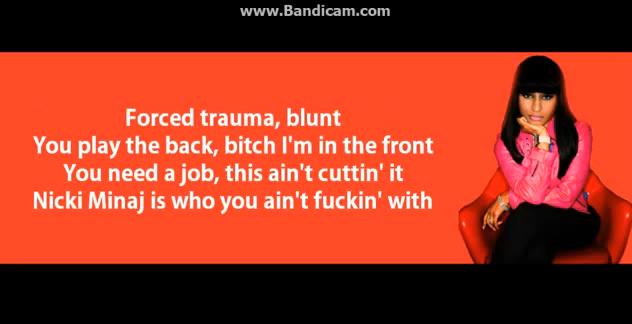 www.Bandicam.com
Forced trauma, blunt
You play the back, bitch I'm in the front
You need a job, this ain't cuttin' it
Nicki Minaj is who you ain't fuckin' with